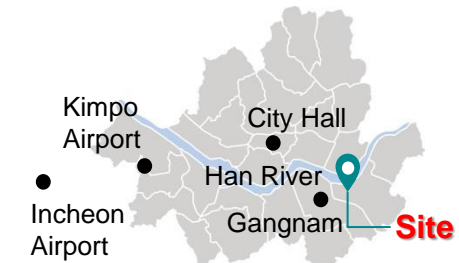 Kimpo
Airport
City Hall
Han River
Incheon
Airport
Gangnam
Site